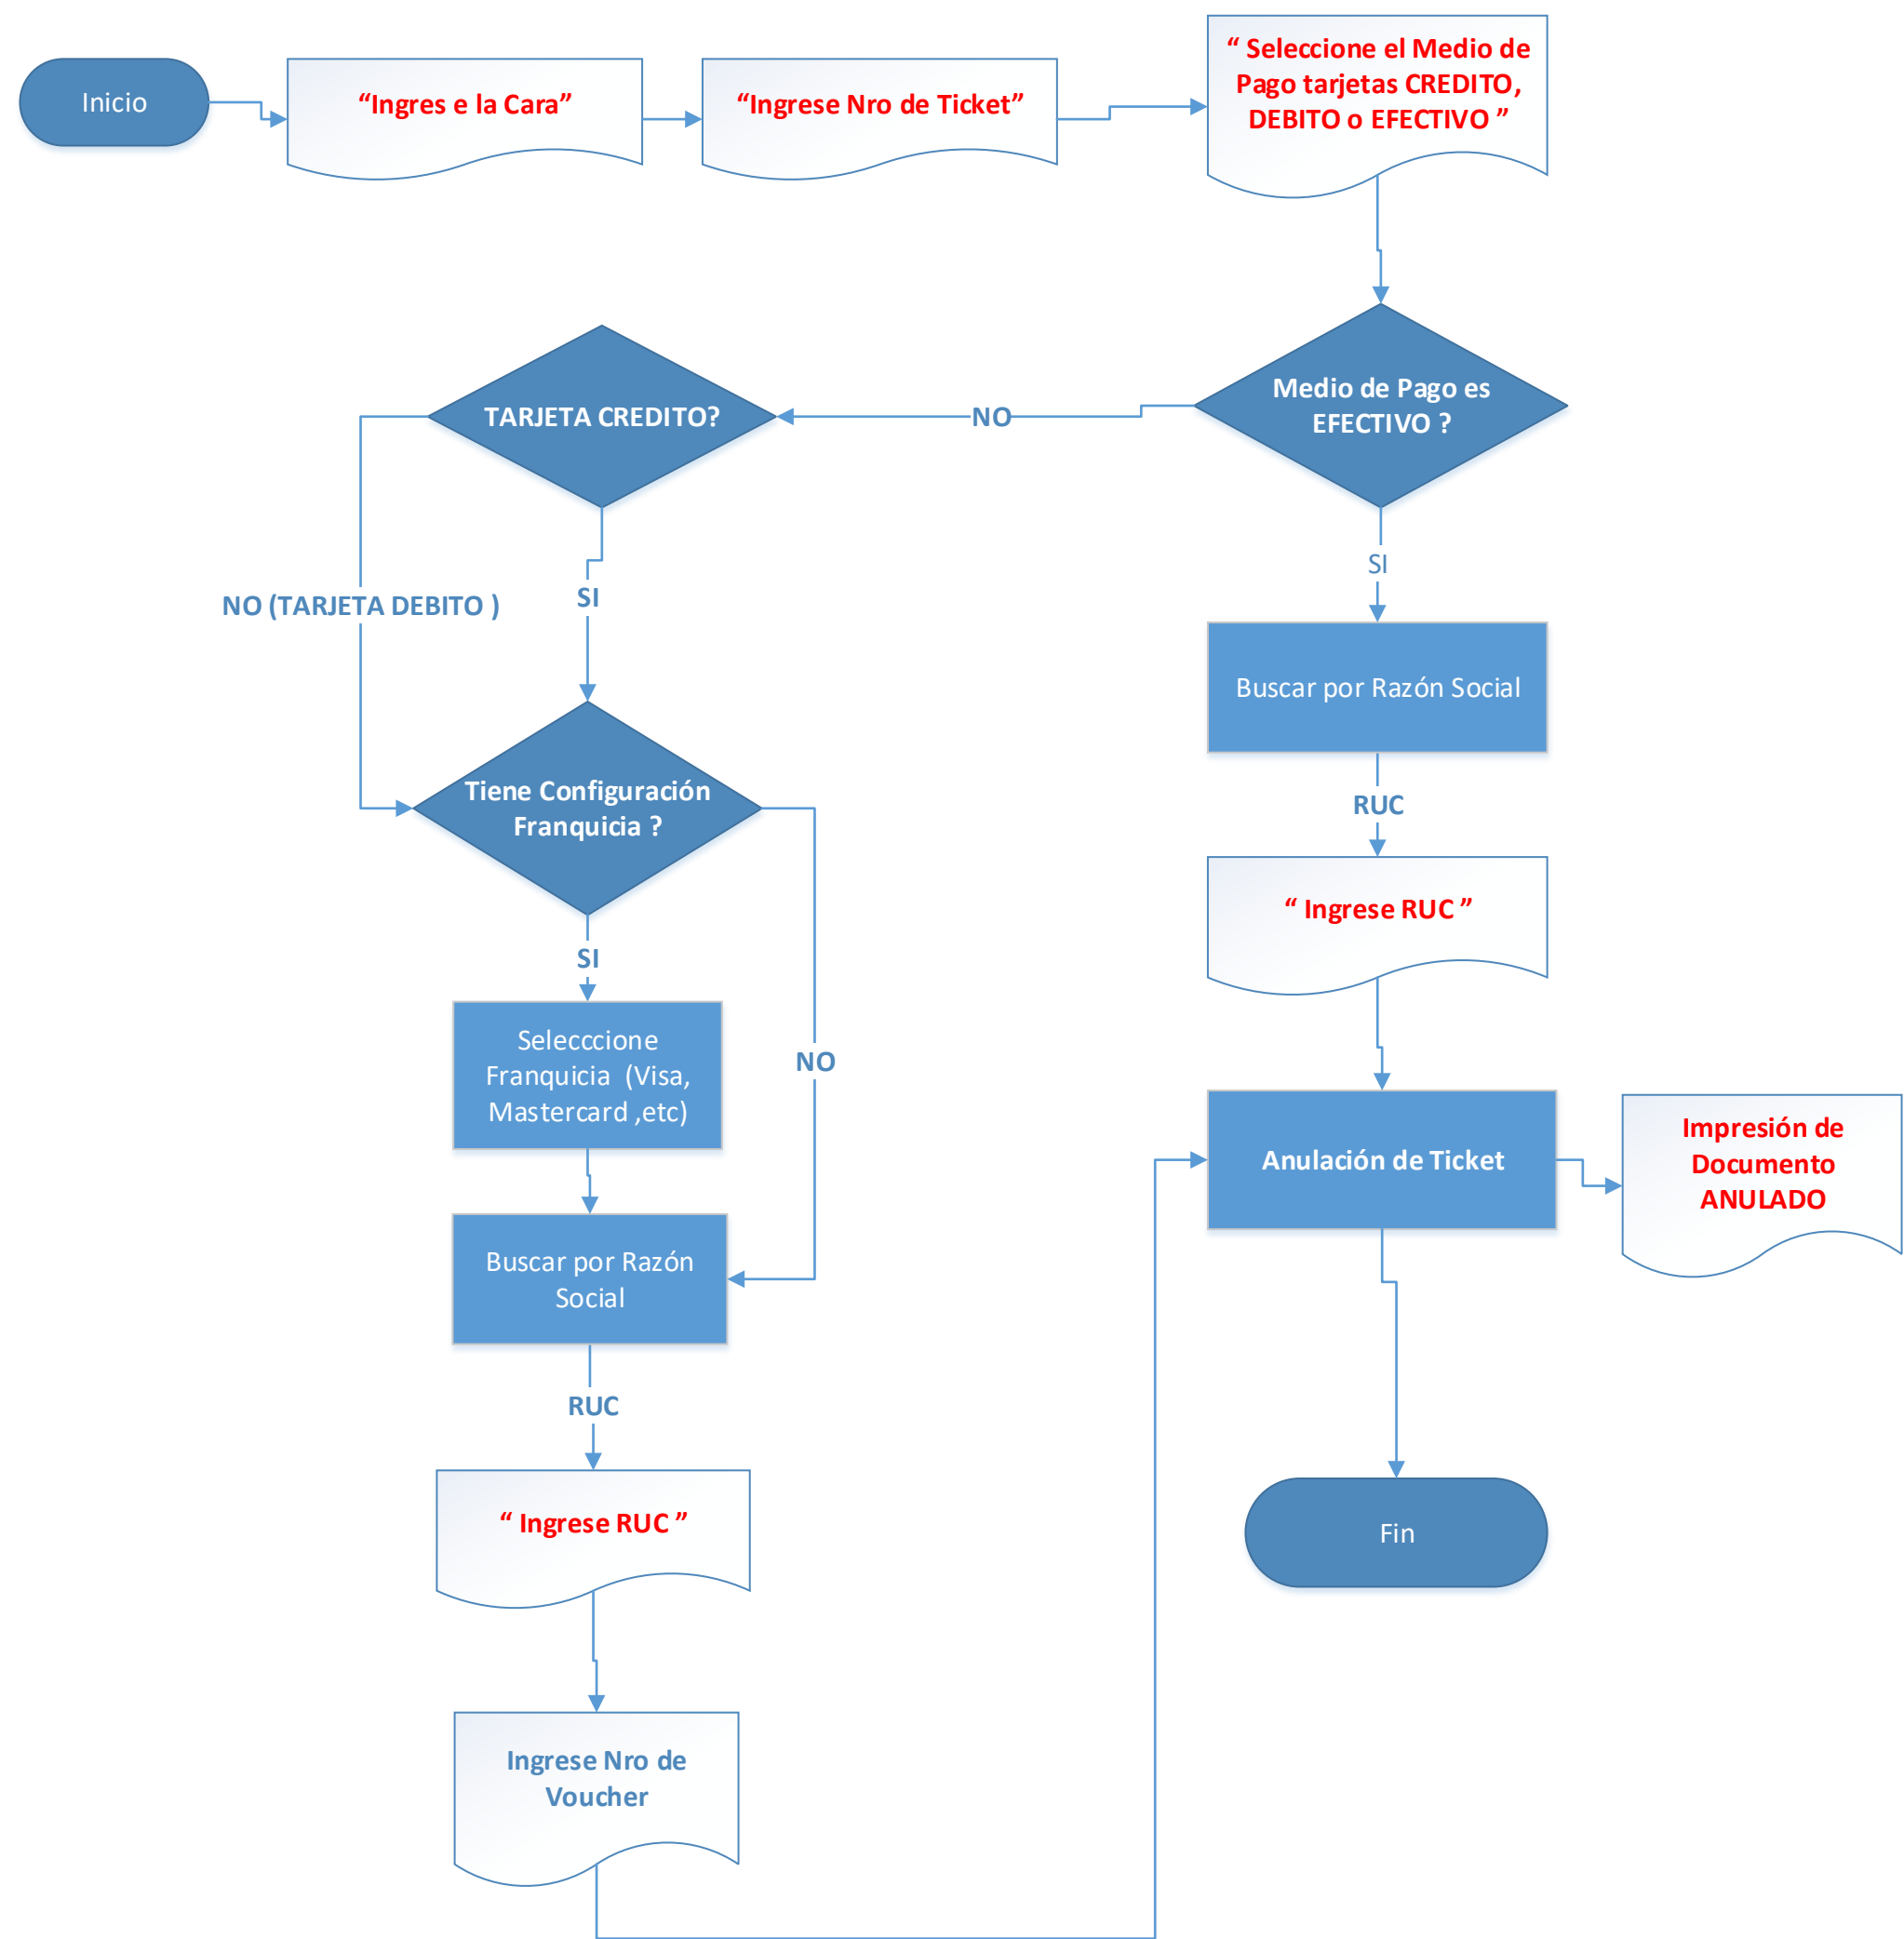 Inicio
“Ingres e la Cara”
“Ingrese Nro de Ticket”
“ Seleccione el Medio de
Pago tarjetas CREDITO,
DEBITO o EFECTIVO ”
Medio de Pago es
EFECTIVO ?
NO
TARJETA CREDITO?
SI
NO (TARJETA DEBITO )
SI
Buscar por Razón Social
RUC
“ Ingrese RUC ”
Tiene Configuración
Franquicia ?
SI
NO
Selecccione
Franquicia (Visa,
Mastercard ,etc)
Buscar por Razón
Social
RUC
“ Ingrese RUC ”
Ingrese Nro de
Voucher
Anulación de Ticket
Impresión de
Documento
ANULADO
Fin